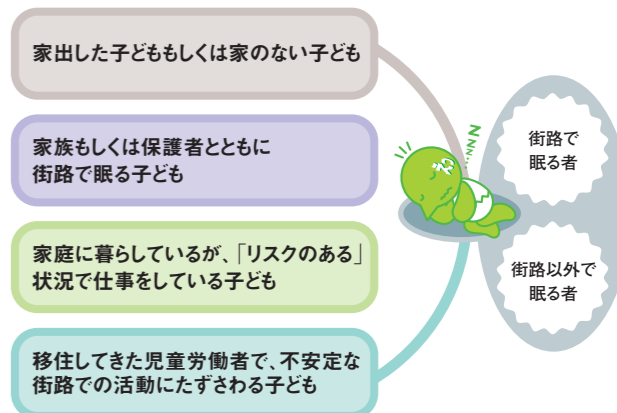 家出した子どももしくは家のない子ども
家族もしくは保護者とともに
街路で眠る子ども
家庭に暮らしているが、「リスクのある」
状況で仕事をしている子ども
移住してきた児童労働者で、不安定な
街路での活動にたずさわる子ども
街路で
眠る者
街路以外で
眠る者